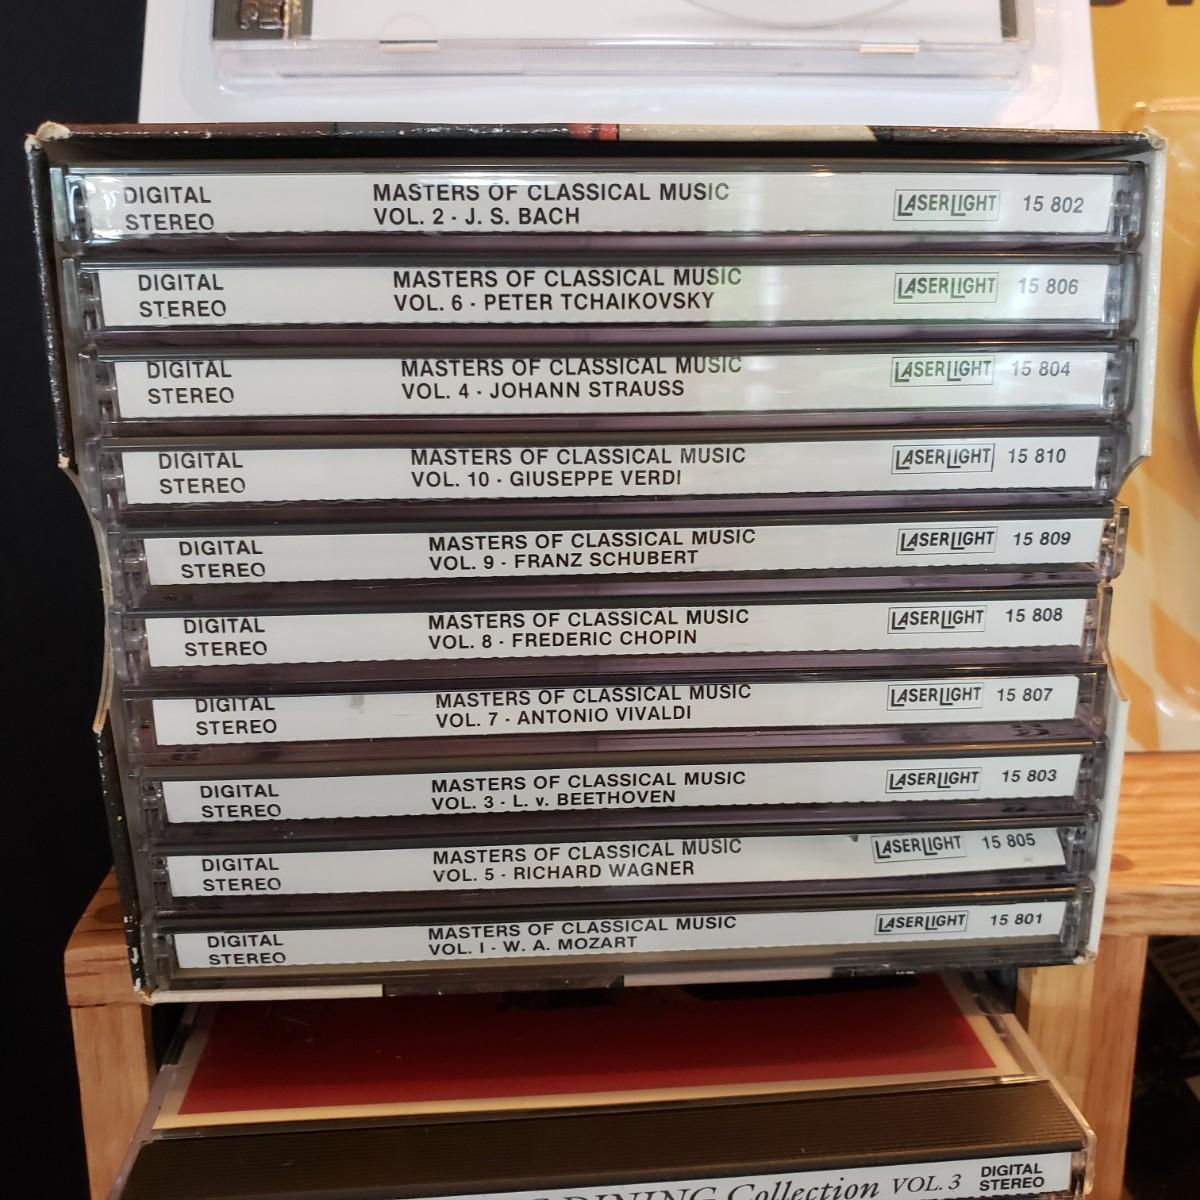 DIGITAL STEREO MASTERS OF CLASSICAL MUSIC VOL. 2 · J. S. BACH LASERLIGHT 15 802
DIGITAL STEREO MASTERS OF CLASSICAL MUSIC VOL. 6 · PETER TCHAIKOVSKY LASERLIGHT 15 806
DIGITAL STEREO MASTERS OF CLASSICAL MUSIC VOL. 4 · JOHANN STRAUSS LASERLIGHT 15 804
DIGITAL STEREO MASTERS OF CLASSICAL MUSIC VOL. 10 · GIUSEPPE VERDI LASERLIGHT 15 810
DIGITAL STEREO MASTERS OF CLASSICAL MUSIC VOL. 9 · FRANZ SCHUBERT LASERLIGHT 15 809
DIGITAL STEREO MASTERS OF CLASSICAL MUSIC VOL. 8 · FREDERIC CHOPIN LASERLIGHT 15 808
DIGITAL STEREO MASTERS OF CLASSICAL MUSIC VOL. 7 · ANTONIO VIVALDI LASERLIGHT 15 807
DIGITAL STEREO MASTERS OF CLASSICAL MUSIC VOL. 3 · L. v. BEETHOVEN LASERLIGHT 15 803
DIGITAL STEREO MASTERS OF CLASSICAL MUSIC VOL. 5 · RICHARD WAGNER LASERLIGHT 15 805
DIGITAL STEREO MASTERS OF CLASSICAL MUSIC VOL. I · W. A. MOZART LASERLIGHT 15 801
DINING Collection VOL. 3 DIGITAL STEREO